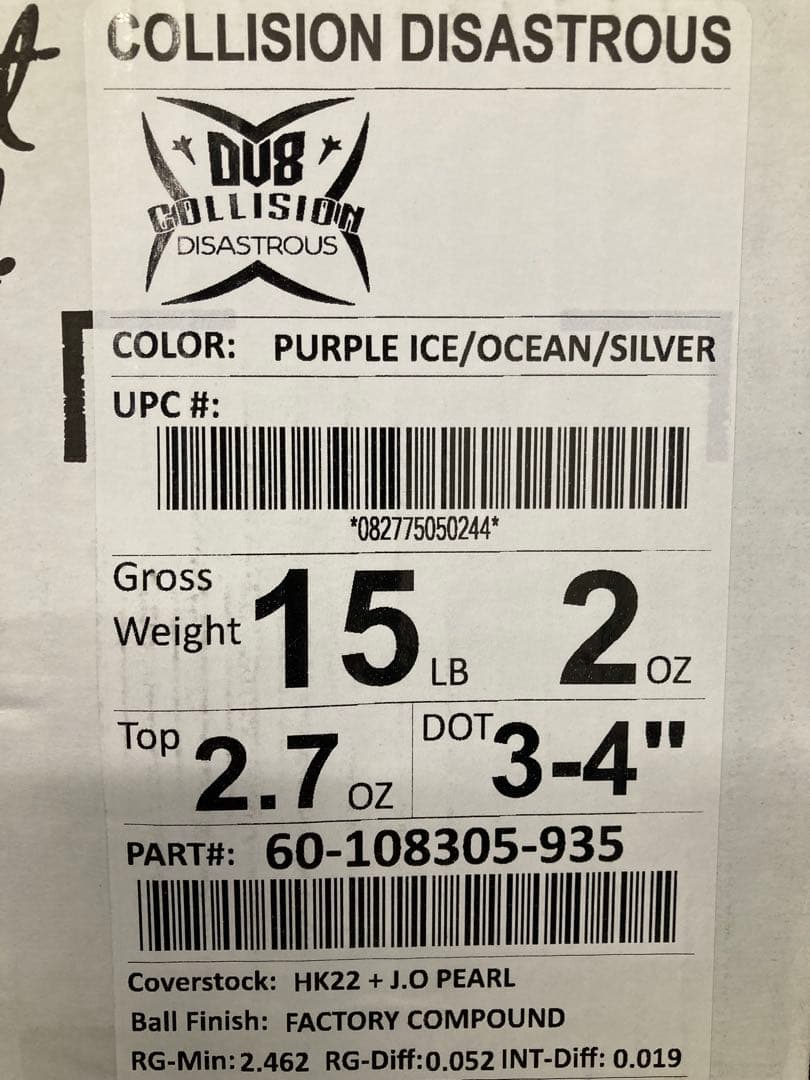 COLLISION DISASTROUS
DV8
COLLISION
DISASTROUS
COLOR: PURPLE ICE/OCEAN/SILVER
UPC #:
*082775050244*
Gross Weight 15 LB 2 OZ
Top 2.7 OZ DOT 3-4"
PART#: 60-108305-935
Coverstock: HK22 + J.O PEARL
Ball Finish: FACTORY COMPOUND
RG-Min: 2.462 RG-Diff: 0.052 INT-Diff: 0.019